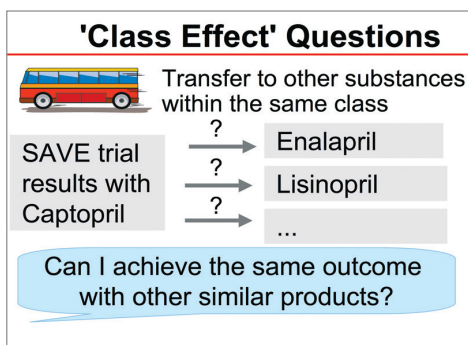 'Class Effect' Questions
Transfer to other substances
within the same class
SAVE trial
results with
Captopril
?
Enalapril
?
Lisinopril
?
...
Can I achieve the same outcome
with other similar products?